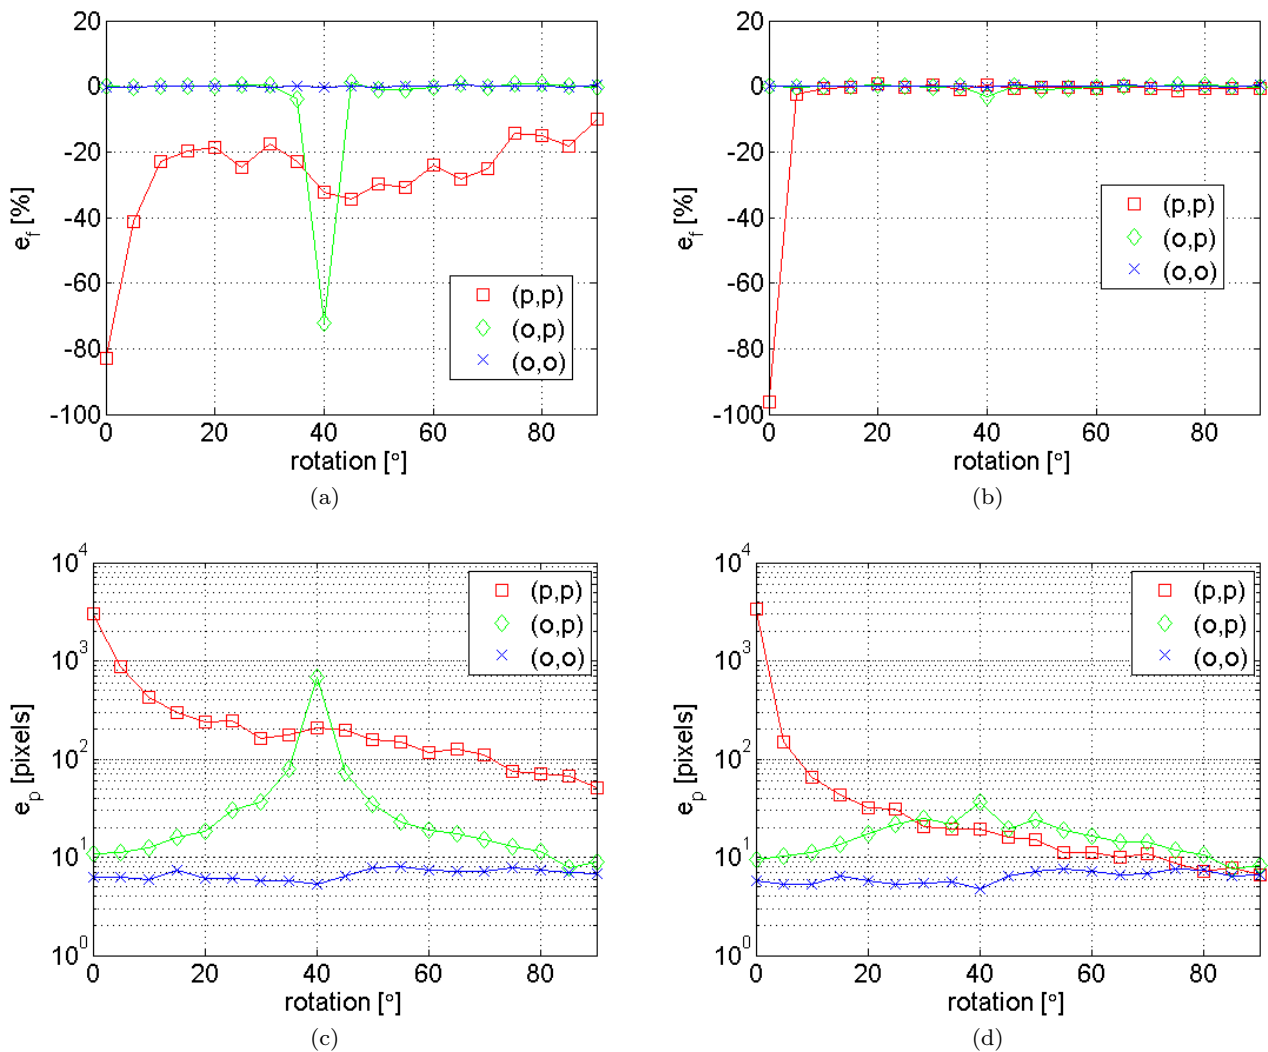 20
0
-20
-40
-60
-80
-100
e_f [%]
0 20 40 60 80
rotation [°]
(p,p)
(o,p)
(o,o)
(a)
20
0
-20
-40
-60
-80
-100
e_f [%]
0 20 40 60 80
rotation [°]
(p,p)
(o,p)
(o,o)
(b)
10^4
10^3
10^2
10^1
10^0
e_p [pixels]
0 20 40 60 80
rotation [°]
(p,p)
(o,p)
(o,o)
(c)
10^4
10^3
10^2
10^1
10^0
e_p [pixels]
0 20 40 60 80
rotation [°]
(p,p)
(o,p)
(o,o)
(d)